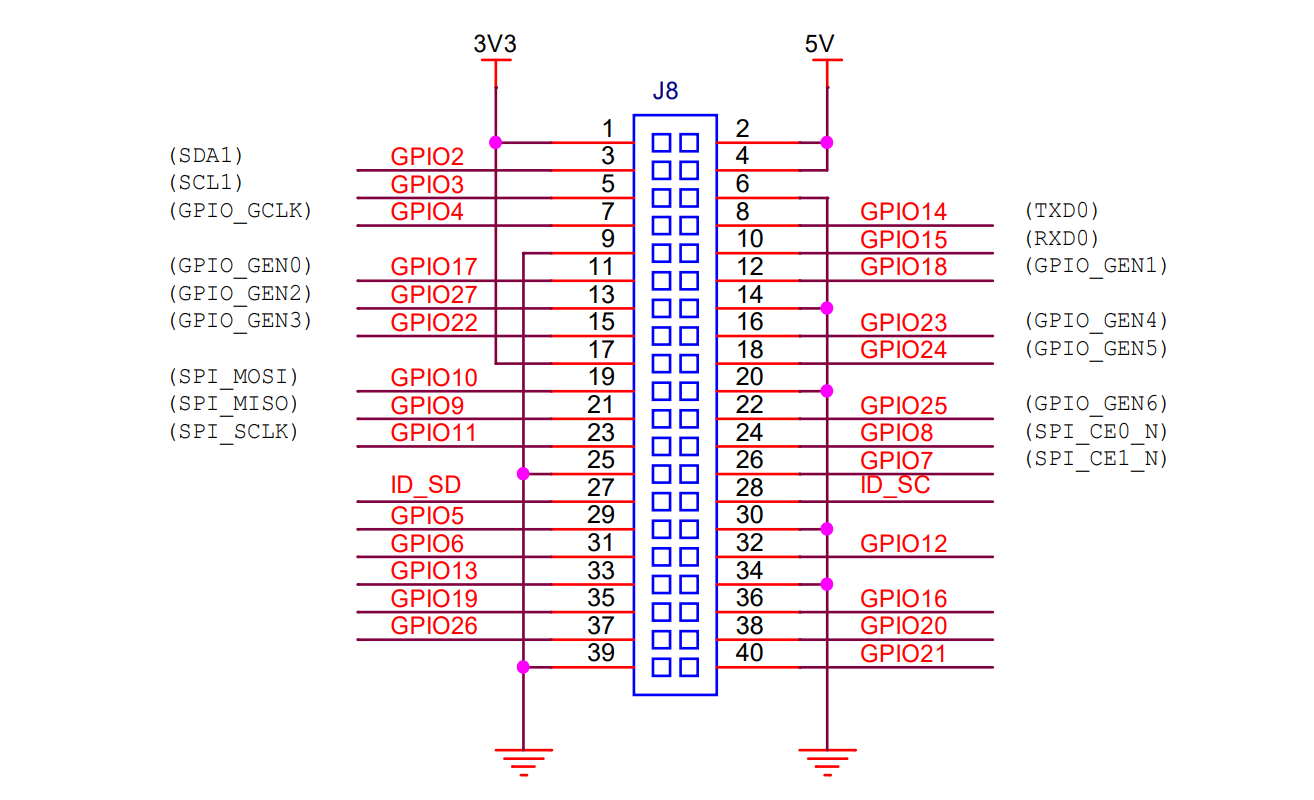 3V3 5V
J8
1 2
(SDA1) GPIO2 3 4
(SCL1) GPIO3 5 6
(GPIO_GCLK) GPIO4 7 8 GPIO14 (TXD0)
9 10 GPIO15 (RXD0)
(GPIO_GEN0) GPIO17 11 12 GPIO18 (GPIO_GEN1)
(GPIO_GEN2) GPIO27 13 14
(GPIO_GEN3) GPIO22 15 16 GPIO23 (GPIO_GEN4)
17 18 GPIO24 (GPIO_GEN5)
(SPI_MOSI) GPIO10 19 20
(SPI_MISO) GPIO9 21 22 GPIO25 (GPIO_GEN6)
(SPI_SCLK) GPIO11 23 24 GPIO8 (SPI_CE0_N)
25 26 GPIO7 (SPI_CE1_N)
ID_SD 27 28 ID_SC
GPIO5 29 30
GPIO6 31 32 GPIO12
GPIO13 33 34
GPIO19 35 36 GPIO16
GPIO26 37 38 GPIO20
39 40 GPIO21